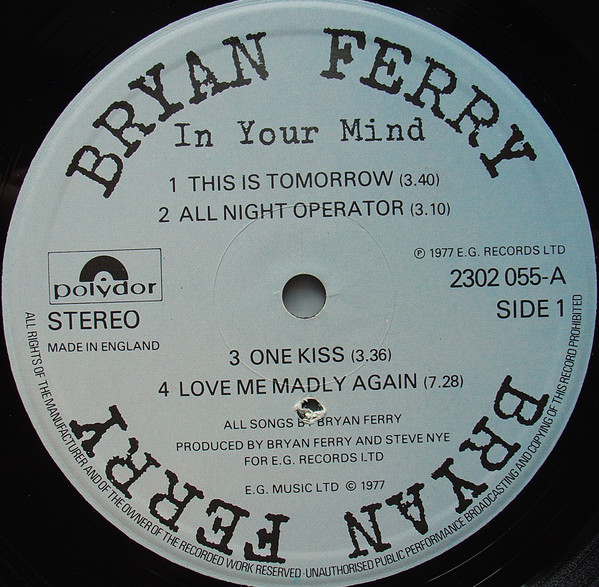 BRYAN FERRY
In Your Mind
1 THIS IS TOMORROW (3.40)
2 ALL NIGHT OPERATOR (3.10)
℗ 1977 E.G. RECORDS LTD
polydor
2302 055-A
STEREO
SIDE 1
MADE IN ENGLAND
3 ONE KISS (3.36)
4 LOVE ME MADLY AGAIN (7.28)
ALL SONGS BY BRYAN FERRY
PRODUCED BY BRYAN FERRY AND STEVE NYE
FOR E.G. RECORDS LTD
E.G. MUSIC LTD © 1977
BRYAN FERRY
ALL RIGHTS OF THE MANUFACTURER AND OF THE OWNER OF THE RECORDED WORK RESERVED · UNAUTHORISED PUBLIC PERFORMANCE BROADCASTING AND COPYING OF THIS RECORD PROHIBITED